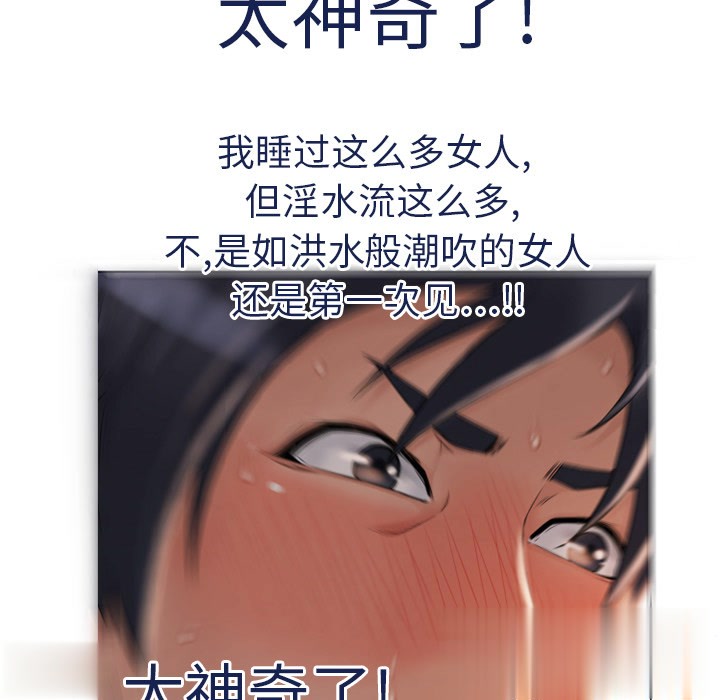 太神奇了!
我睡过这么多女人,
但淫水流这么多,
不,是如洪水般潮吹的女人
还是第一次见...!!
太神奇了!